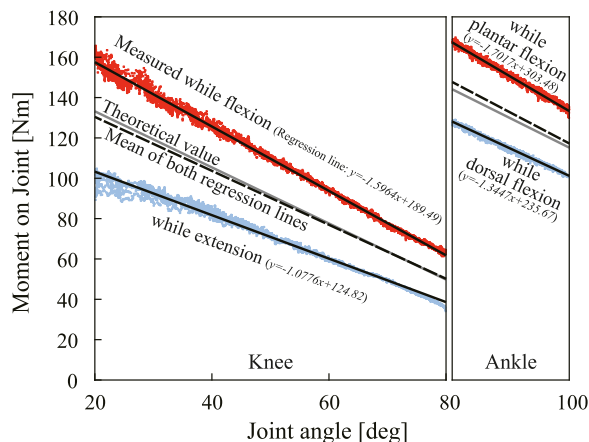 Moment on Joint [Nm]
180
160
140
120
100
80
60
40
20
0
Measured while flexion (Regression line: y=-1.5964x+189.49)
Theoretical value
Mean of both regression lines
while extension (y=-1.0776x+124.82)
Knee
20
40
60
80
while
plantar flexion
(y=-1.7017x+303.48)
while
dorsal flexion
(y=-1.3447x+235.67)
Ankle
80
100
Joint angle [deg]